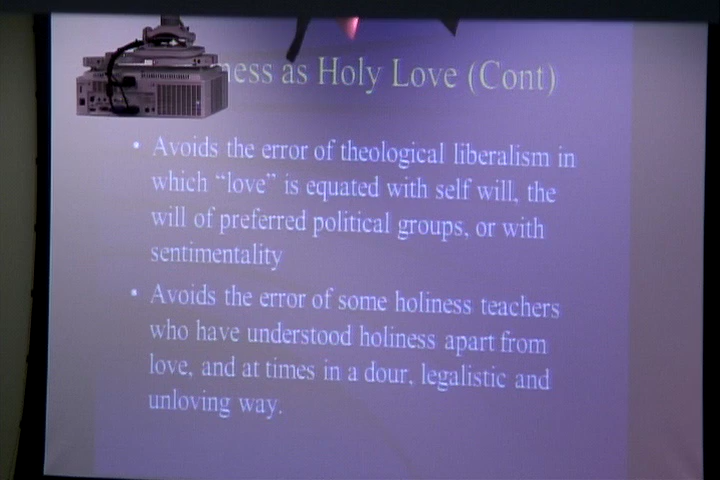 ness as Holy Love (Cont)
• Avoids the error of theological liberalism in
which “love” is equated with self will, the
will of preferred political groups, or with
sentimentality
• Avoids the error of some holiness teachers
who have understood holiness apart from
love, and at times in a dour, legalistic and
unloving way.